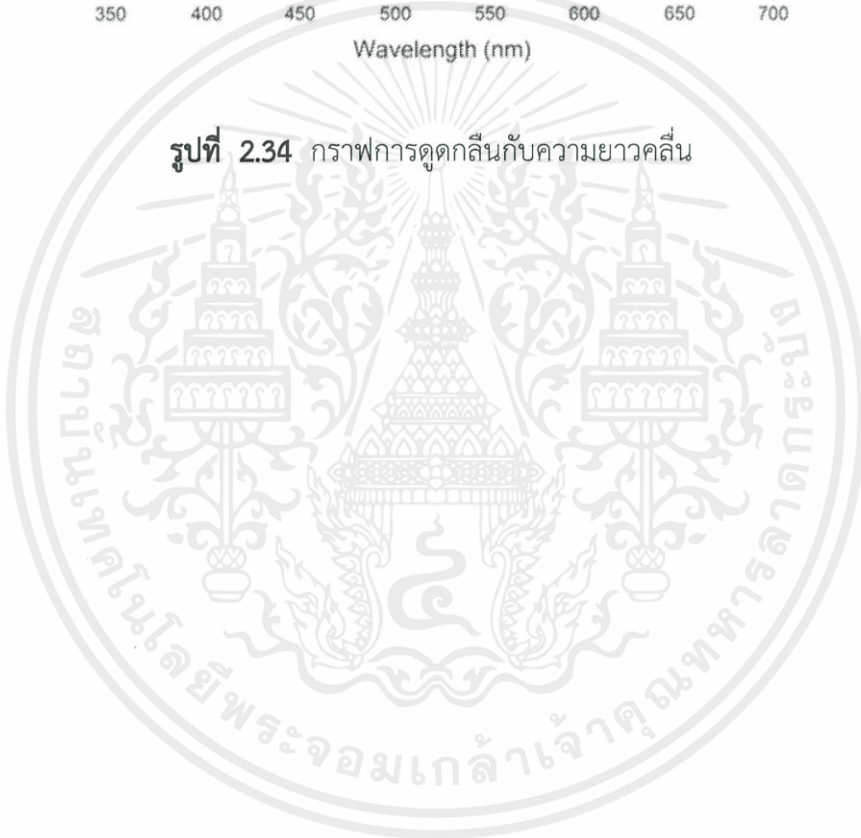 350 400 450 500 550 600 650 700
Wavelength (nm)
รูปที่ 2.34 กราฟการดูดกลืนกับความยาวคลื่น
สถาบันเทคโนโลยีพระจอมเกล้าเจ้าคุณทหารลาดกระบัง